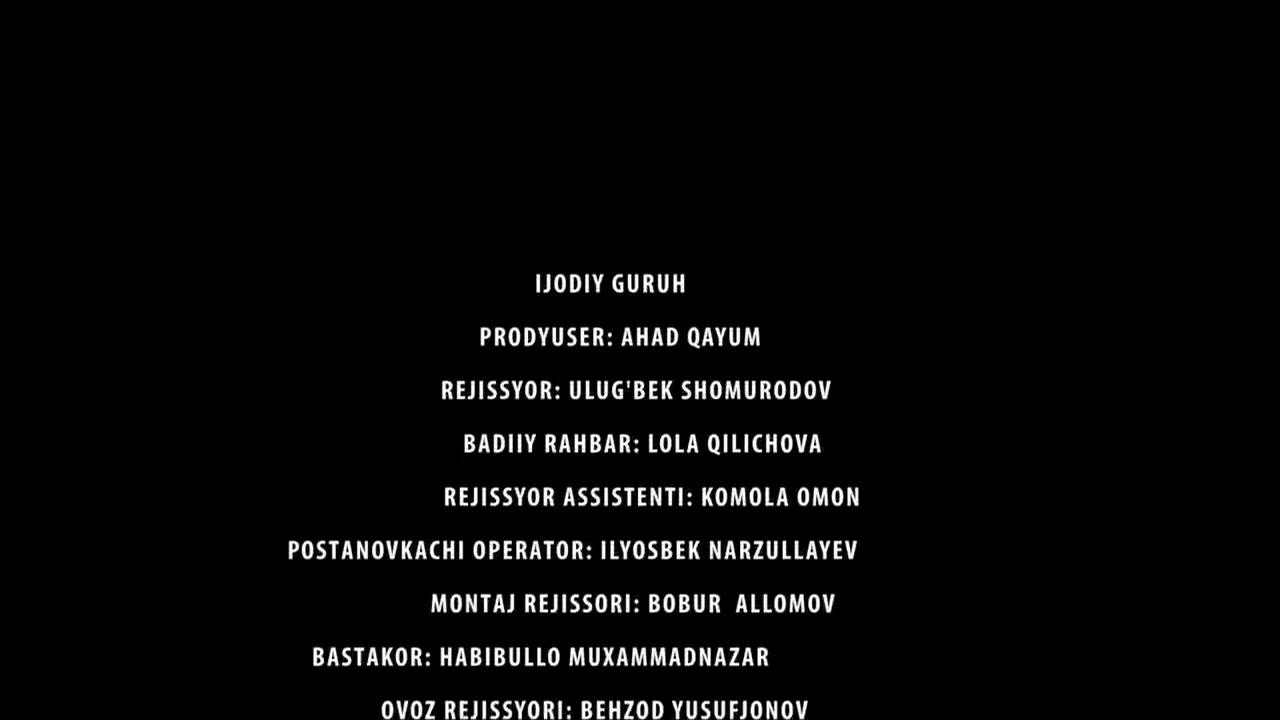 IJODIY GURUH
PRODYUSER: AHAD QAYUM
REJISSYOR: ULUG'BEK SHOMURODOV
BADIIY RAHBAR: LOLA QILICHOVA
REJISSYOR ASSISTENTI: KOMOLA OMON
POSTANOVKACHI OPERATOR: ILYOSBEK NARZULLAYEV
MONTAJ REJISSORI: BOBUR  ALLOMOV
BASTAKOR: HABIBULLO MUXAMMADNAZAR
OVOZ REJISSYORI: BEHZOD YUSUFJONOV